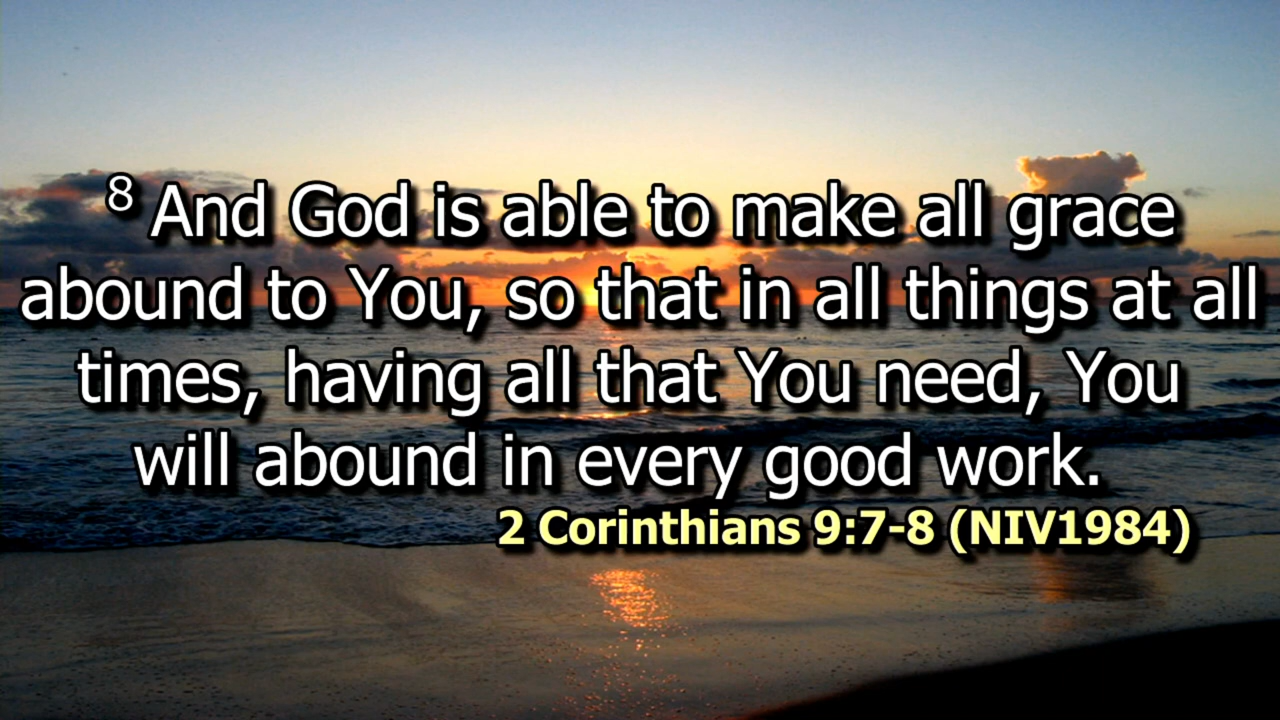 8 And God is able to make all grace
abound to You, so that in all things at all
times, having all that You need, You
will abound in every good work.
2 Corinthians 9:7-8 (NIV1984)